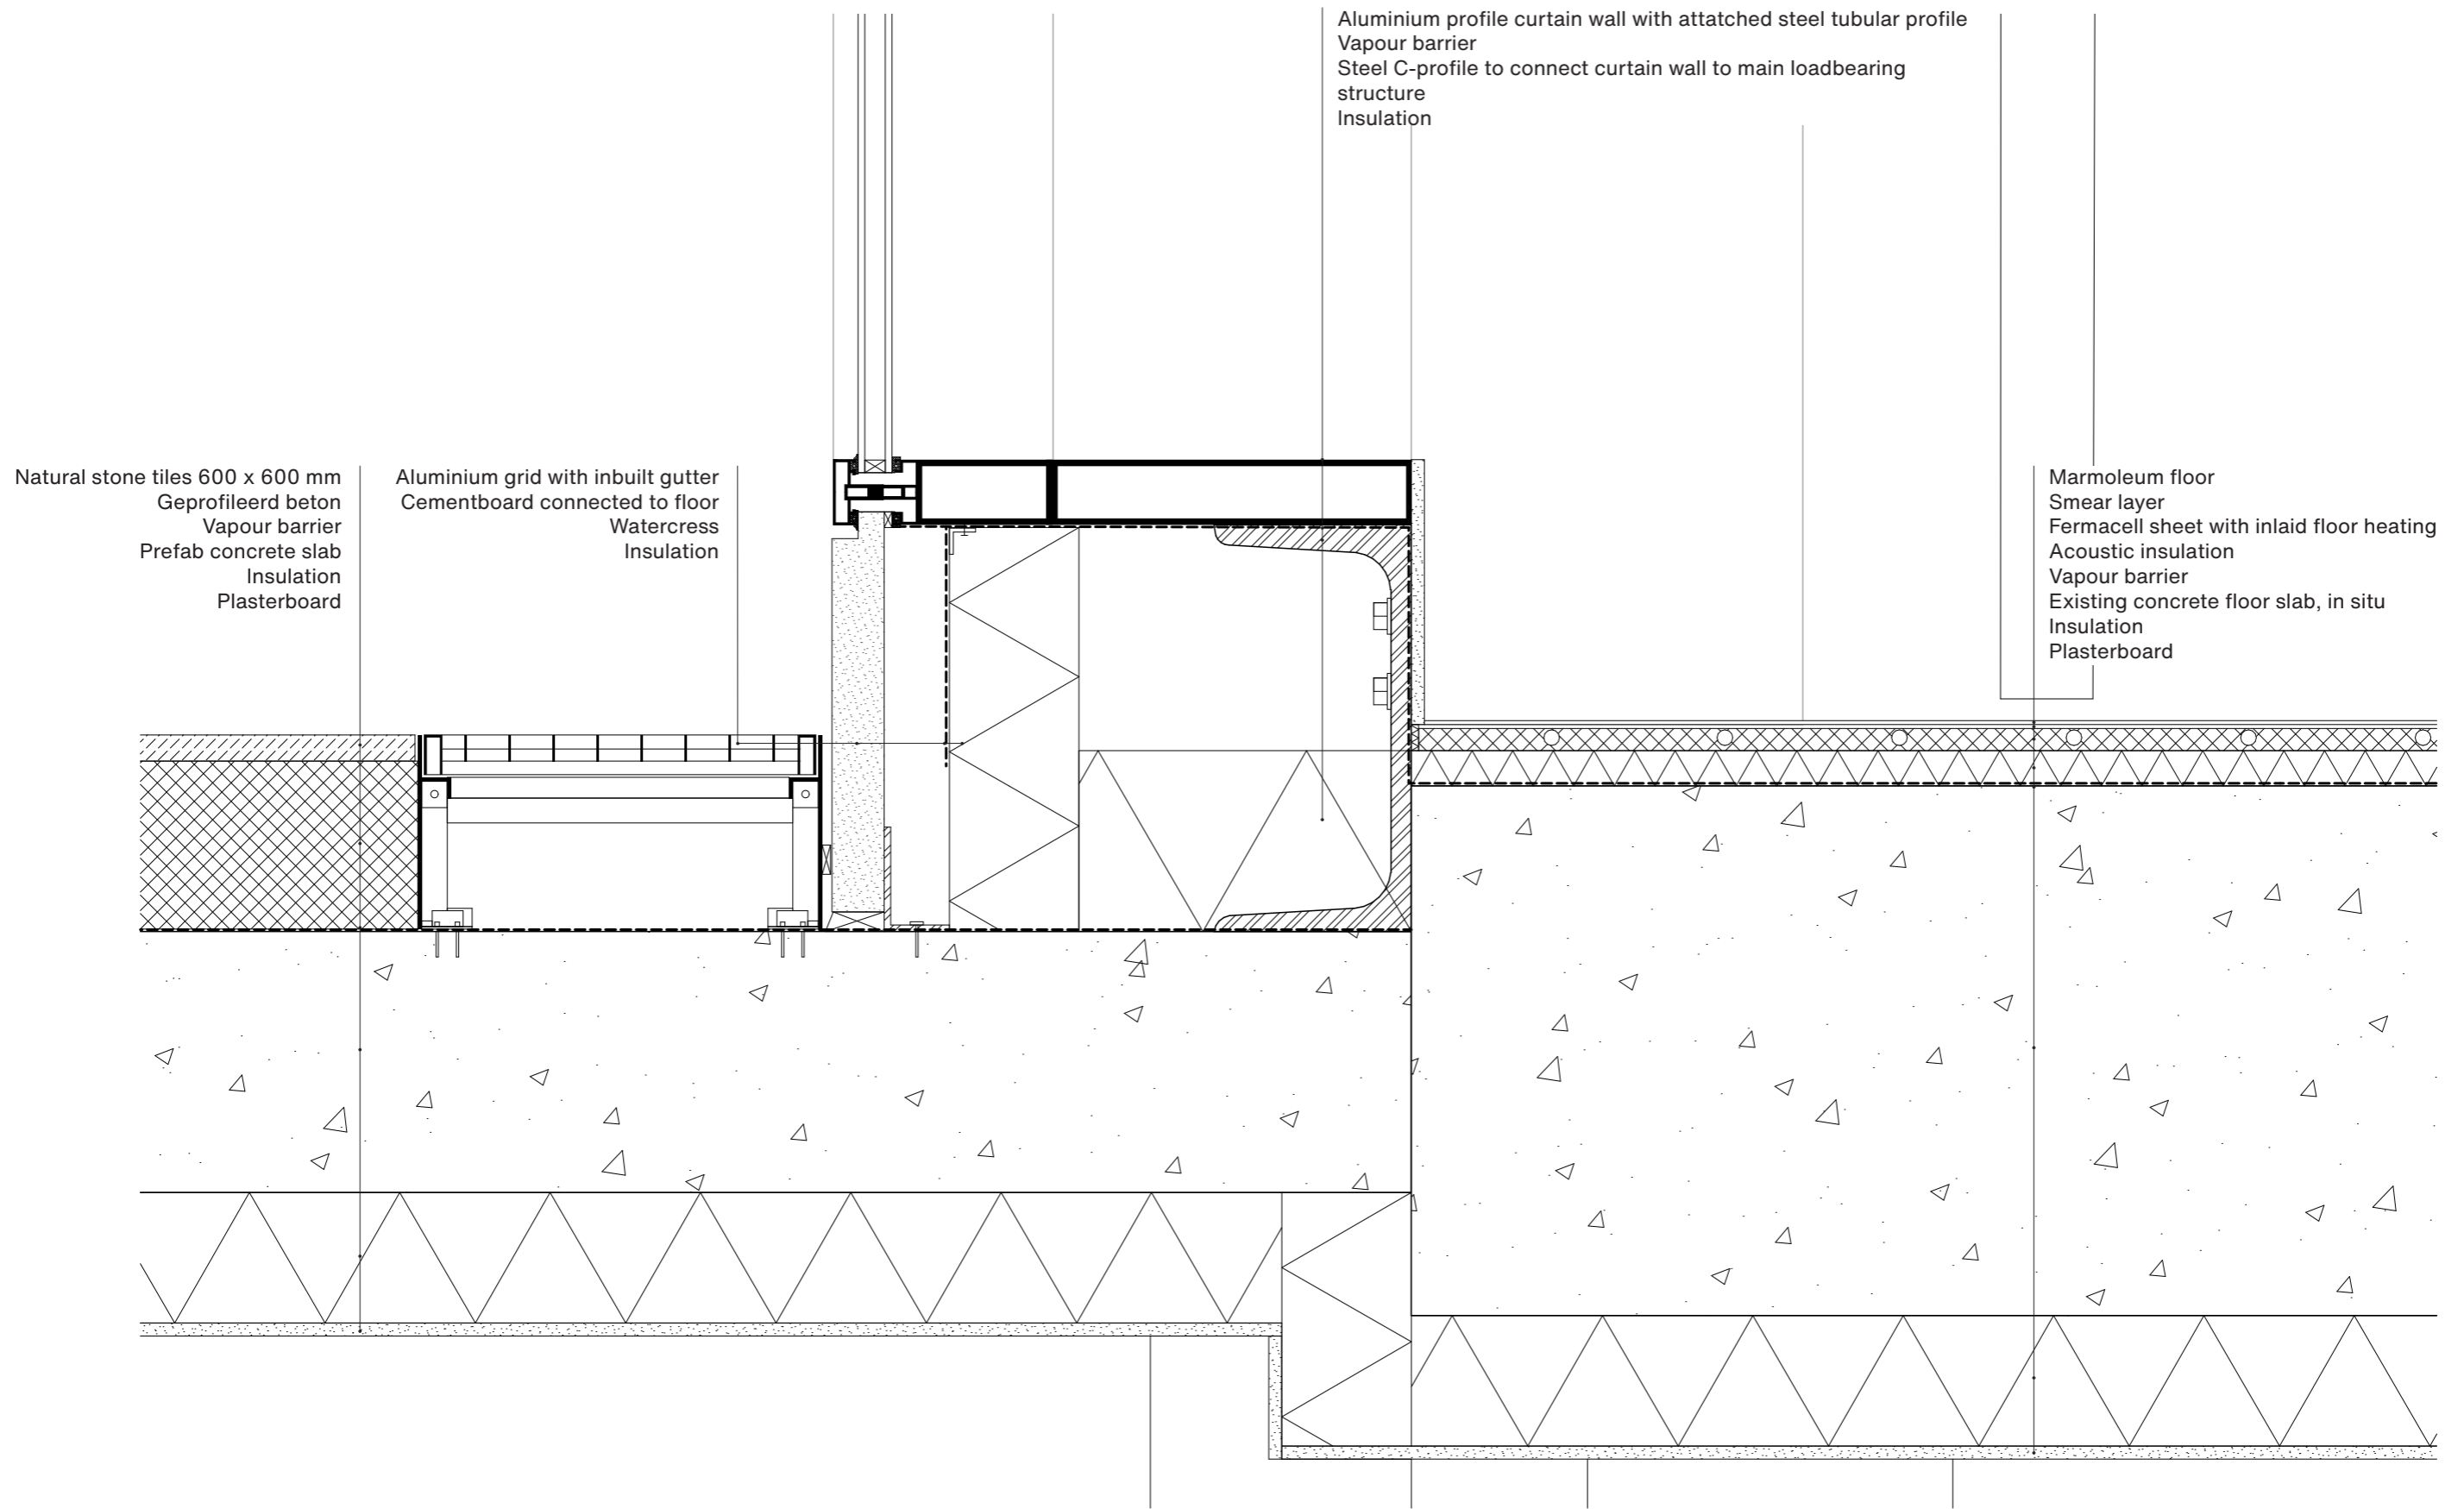 Aluminium profile curtain wall with attatched steel tubular profile
Vapour barrier
Steel C-profile to connect curtain wall to main loadbearing
structure
Insulation
Natural stone tiles 600 x 600 mm
Geprofileerd beton
Vapour barrier
Prefab concrete slab
Insulation
Plasterboard
Aluminium grid with inbuilt gutter
Cementboard connected to floor
Watercress
Insulation
Marmoleum floor
Smear layer
Fermacell sheet with inlaid floor heating
Acoustic insulation
Vapour barrier
Existing concrete floor slab, in situ
Insulation
Plasterboard